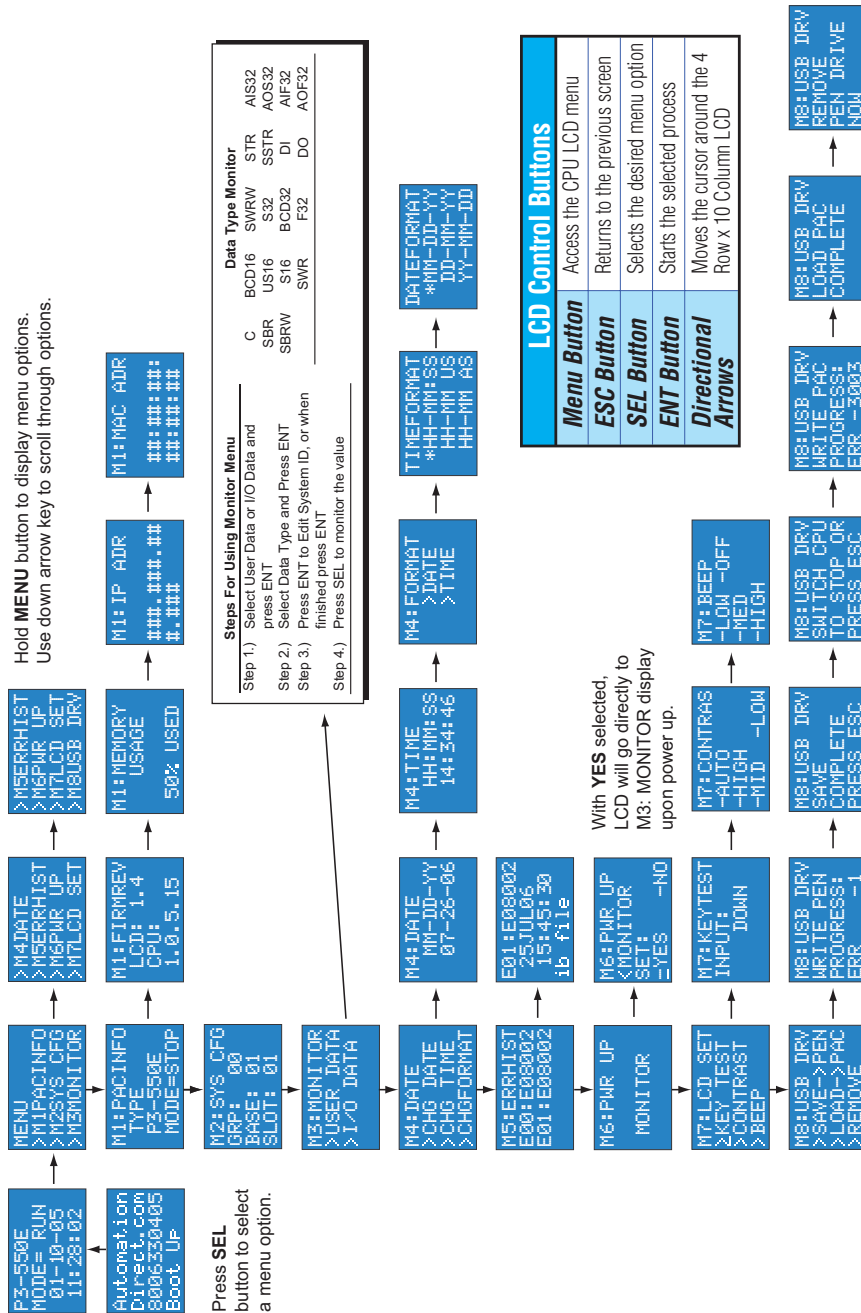 Hold MENU button to display menu options.
Use down arrow key to scroll through options.
P3-550E
MODE= RUN
01-10-05
11:28:02
Automation
Direct.com
8006330405
Boot Up
MENU
>M1PACINFO
>M2SYS CFG
>M3MONITOR
>M4DATE
>M5ERRHIST
>M6PWR UP
>M7LCD SET
>M5ERRHIST
>M6PWR UP
>M7LCD SET
>M8USB DRV
Press SEL
button to select
a menu option.
M1:PACINFO
TYPE
P3-550E
MODE=STOP
M1:FIRMREV
LCD: 1.4
CPU:
1.0.5.15
M1:MEMORY
USAGE
50% USED
M1:IP ADR
###.###.##
#.###
M1:MAC ADR
##:##:##:
##:##:##
M2:SYS CFG
GRP: 00
BASE: 01
SLOT: 01
M3:MONITOR
>USER DATA
>I/O DATA
Steps For Using Monitor Menu
Step 1.) Select User Data or I/O Data and
press ENT
Step 2.) Select Data Type and Press ENT
Step 3.) Press ENT to Edit System ID, or when
finished press ENT
Step 4.) Press SEL to monitor the value
Data Type Monitor
C BCD16 SWRW STR AIS32
SBR US16 S32 SSTR AOS32
SBRW S16 BCD32 DI AIF32
SWR F32 DO AOF32
M4:DATE
>CHG DATE
>CHG TIME
>CHGFORMAT
M4:DATE
MM-DD-YY
07-26-06
M4:TIME
HH:MM:SS
14:34:46
M4:FORMAT
>DATE
>TIME
TIMEFORMAT
*HH-MM:SS
HH-MM US
HH-MM AS
DATEFORMAT
*MM-DD-YY
DD-MM-YY
YY-MM-DD
M5:ERRHIST
E00:E08002
E01:E08002
E01:E08002
25JUL06
15:45:30
ib file
M6:PWR UP
MONITOR
M6:PWR UP
<MONITOR
SET:
=YES -NO
With YES selected,
LCD will go directly to
M3: MONITOR display
upon power up.
M7:LCD SET
>KEY TEST
>CONTRAST
>BEEP
M7:KEYTEST
INPUT:
DOWN
M7:CONTRAS
-AUTO
-HIGH
-MID -LOW
M7:BEEP
-LOW -OFF
-MED
-HIGH
LCD Control Buttons
Menu Button Access the CPU LCD menu
ESC Button Returns to the previous screen
SEL Button Selects the desired menu option
ENT Button Starts the selected process
Directional Arrows Moves the cursor around the 4
Row x 10 Column LCD
M8:USB DRV
>SAVE->PEN
>LOAD->PAC
>REMOVE
M8:USB DRV
WRITE PEN
PROGRESS:
ERR -1
M8:USB DRV
SAVE
COMPLETE
PRESS ESC
M8:USB DRV
SWITCH CPU
TO STOP OR
PRESS ESC
M8:USB DRV
WRITE PAC
PROGRESS:
ERR -3003
M8:USB DRV
LOAD PAC
COMPLETE
M8:USB DRV
REMOVE
PEN DRIVE
NOW